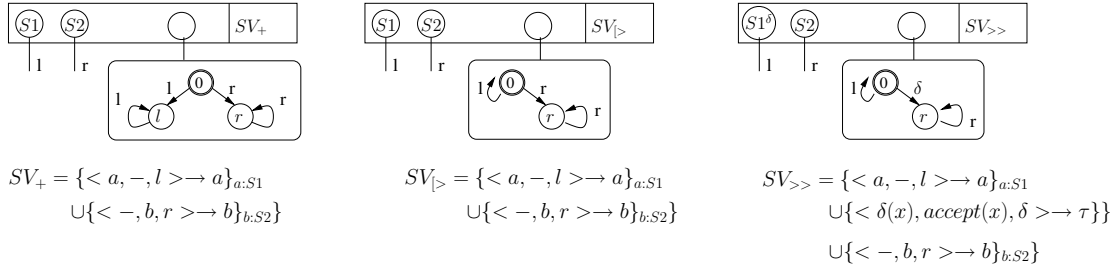 S1 S2 SV₊
l r
0
l r
l l r r
SV₊ = {< a, −, l >→ a}ₐ:S1
∪{< −, b, r >→ b}b:S2}
S1 S2 SV[>
l r
l 0
r
r r
SV[> = {< a, −, l >→ a}a:S1
∪{< −, b, r >→ b}b:S2}
S1^δ S2 SV>>
l r
l 0
δ
r r
SV>> = {< a, −, l >→ a}a:S1
∪{< δ(x), accept(x), δ >→ τ}}
∪{< −, b, r >→ b}b:S2}